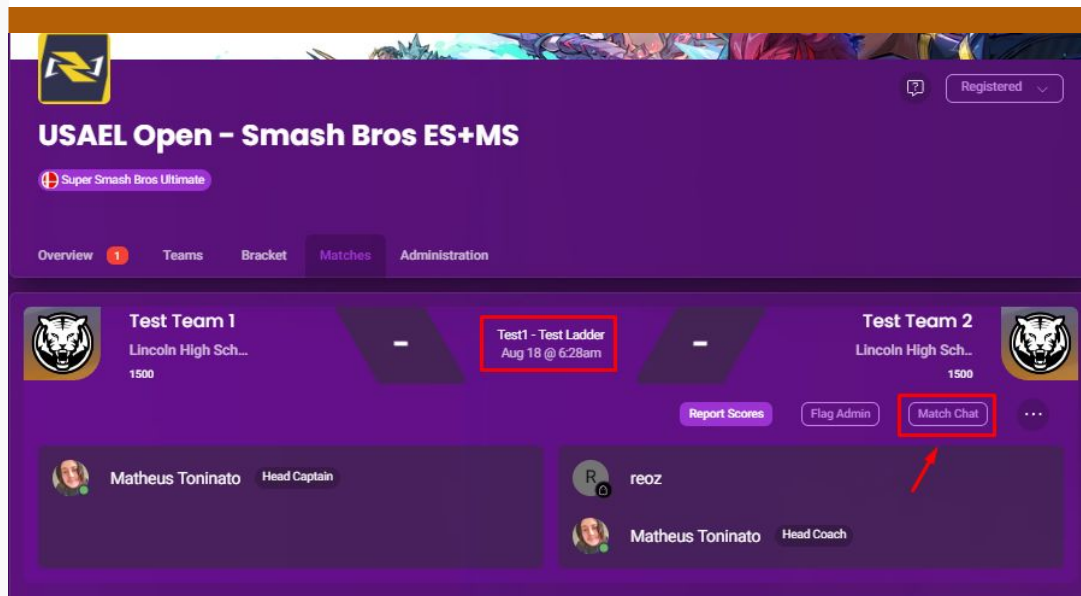 Registered
USAEL Open - Smash Bros ES+MS
Super Smash Bros Ultimate
Overview 1 Teams Bracket Matches Administration
Test Team 1
Lincoln High Sch...
1500
-
Test1 - Test Ladder
Aug 18 @ 6:28am
-
Test Team 2
Lincoln High Sch..
1500
Report Scores Flag Admin Match Chat ...
Matheus Toninato Head Captain
R reoz
Matheus Toninato Head Coach